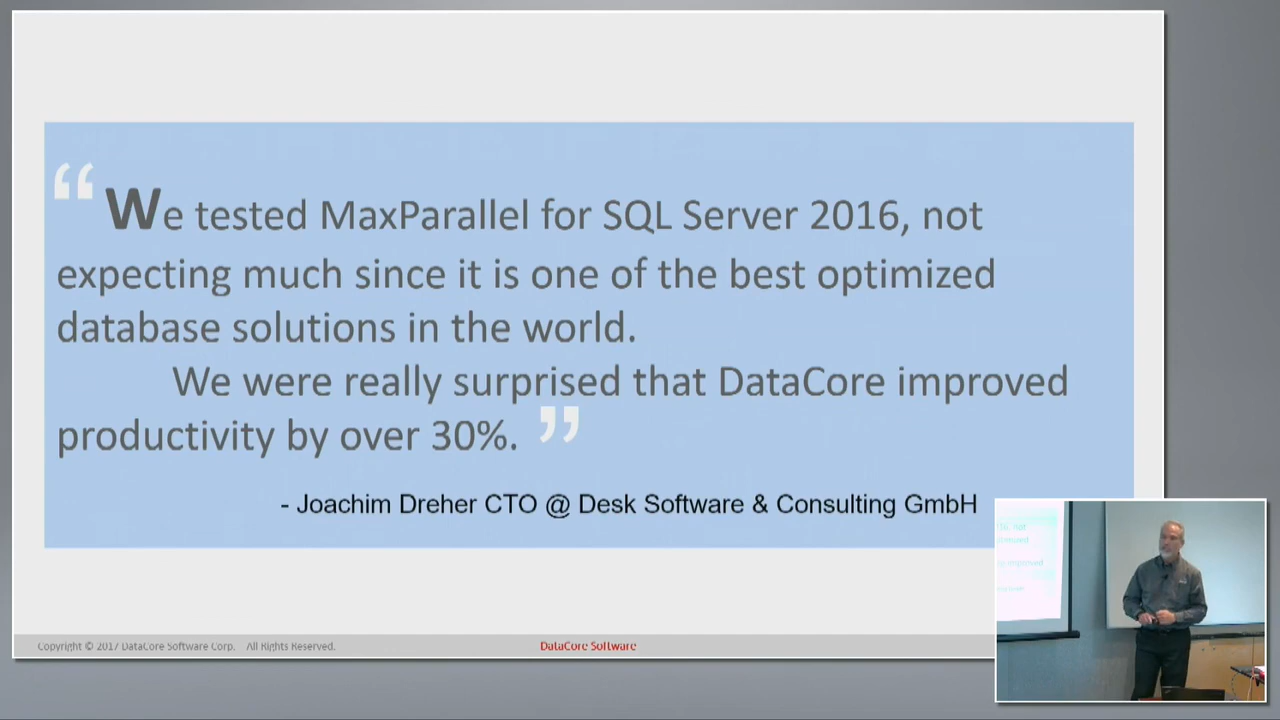 “ We tested MaxParallel for SQL Server 2016, not
expecting much since it is one of the best optimized
database solutions in the world.
We were really surprised that DataCore improved
productivity by over 30%. ”
- Joachim Dreher CTO @ Desk Software & Consulting GmbH
Copyright © 2017 DataCore Software Corp. All Rights Reserved.
DataCore Software